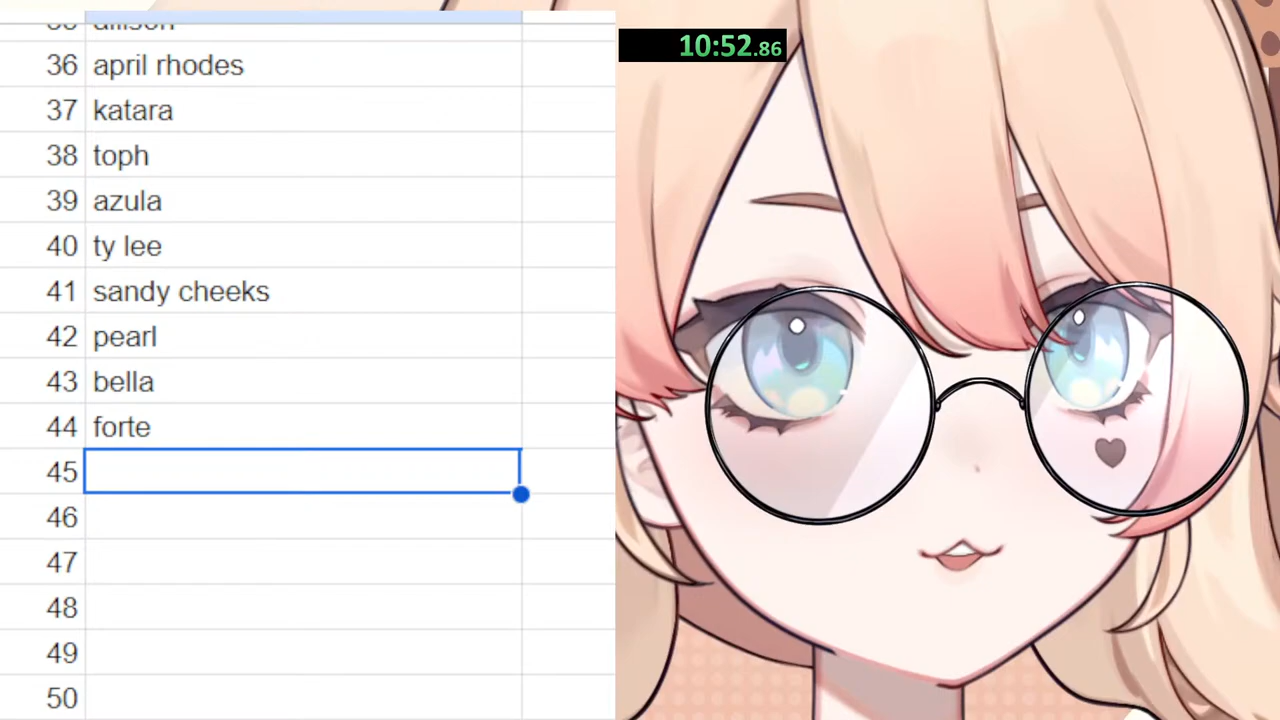 36 april rhodes
37 katara
38 toph
39 azula
40 ty lee
41 sandy cheeks
42 pearl
43 bella
44 forte
45
46
47
48
49
50
10:52.86